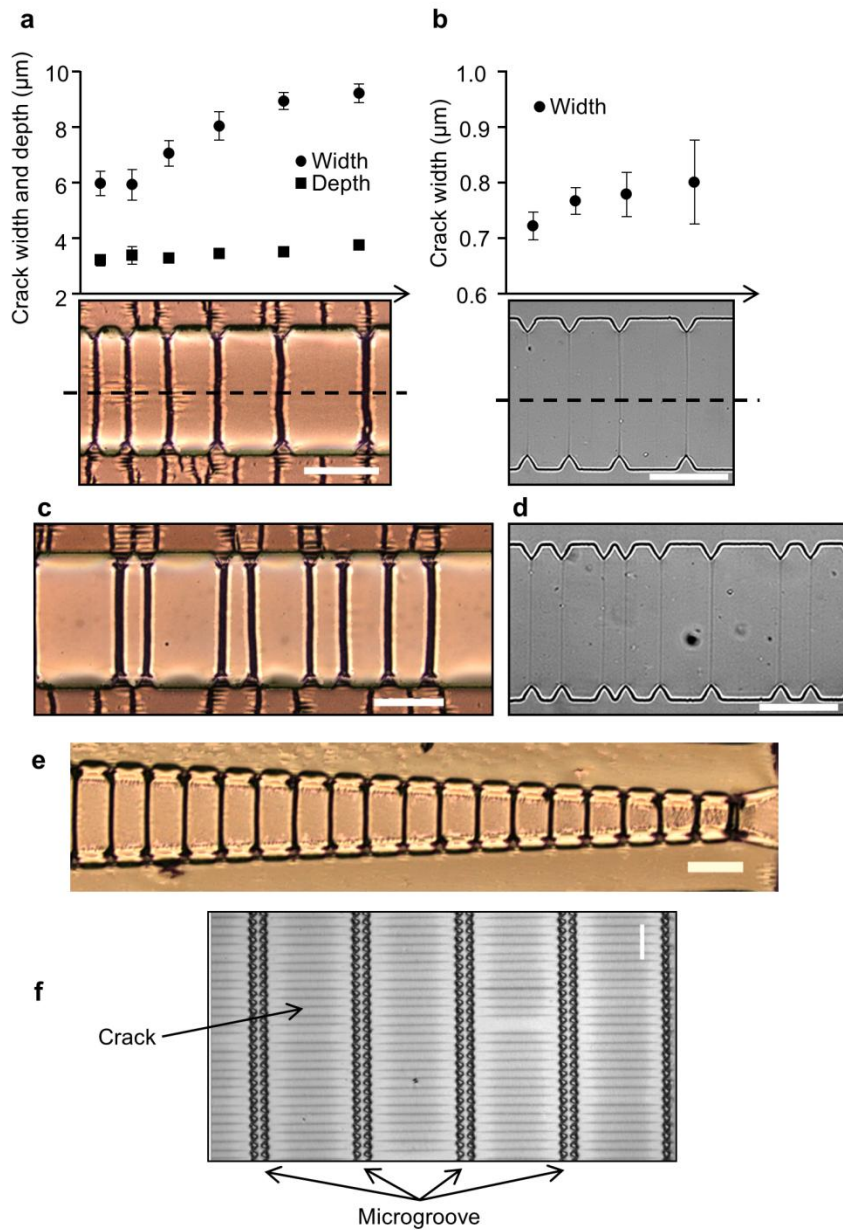 a
Crack width and depth (μm)
10
8
6
4
2
Width
Depth
b
Crack width (μm)
1.0
0.9
0.8
0.7
0.6
Width
c
d
e
f
Crack
Microgroove